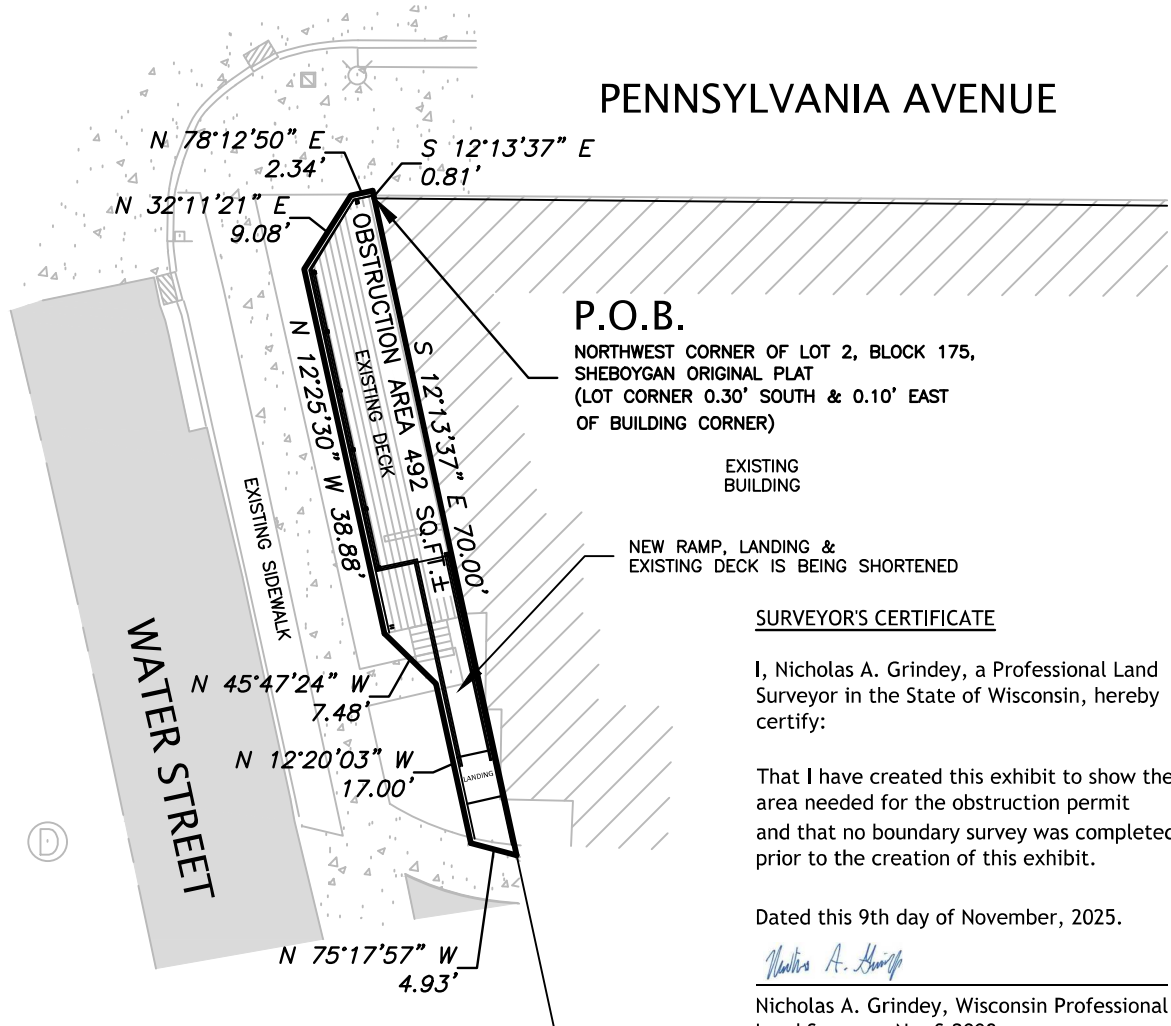 PENNSYLVANIA AVENUE
N 78°12'50" E
2.34'
S 12°13'37" E
0.81'
N 32°11'21" E
9.08'
OBSTRUCTION AREA 492 SQ.FT.±
EXISTING DECK
S 12°13'37" E 70.00'
N 12°25'30" W 38.88'
P.O.B.
NORTHWEST CORNER OF LOT 2, BLOCK 175,
SHEBOYGAN ORIGINAL PLAT
(LOT CORNER 0.30' SOUTH & 0.10' EAST
OF BUILDING CORNER)
EXISTING
BUILDING
EXISTING SIDEWALK
NEW RAMP, LANDING &
EXISTING DECK IS BEING SHORTENED
WATER STREET
N 45°47'24" W
7.48'
N 12°20'03" W
17.00'
LANDING
D
N 75°17'57" W
4.93'
SURVEYOR'S CERTIFICATE
I, Nicholas A. Grindey, a Professional Land
Surveyor in the State of Wisconsin, hereby
certify:
That I have created this exhibit to show the
area needed for the obstruction permit
and that no boundary survey was completed
prior to the creation of this exhibit.
Dated this 9th day of November, 2025.
Nicholas A. Grindey, Wisconsin Professional